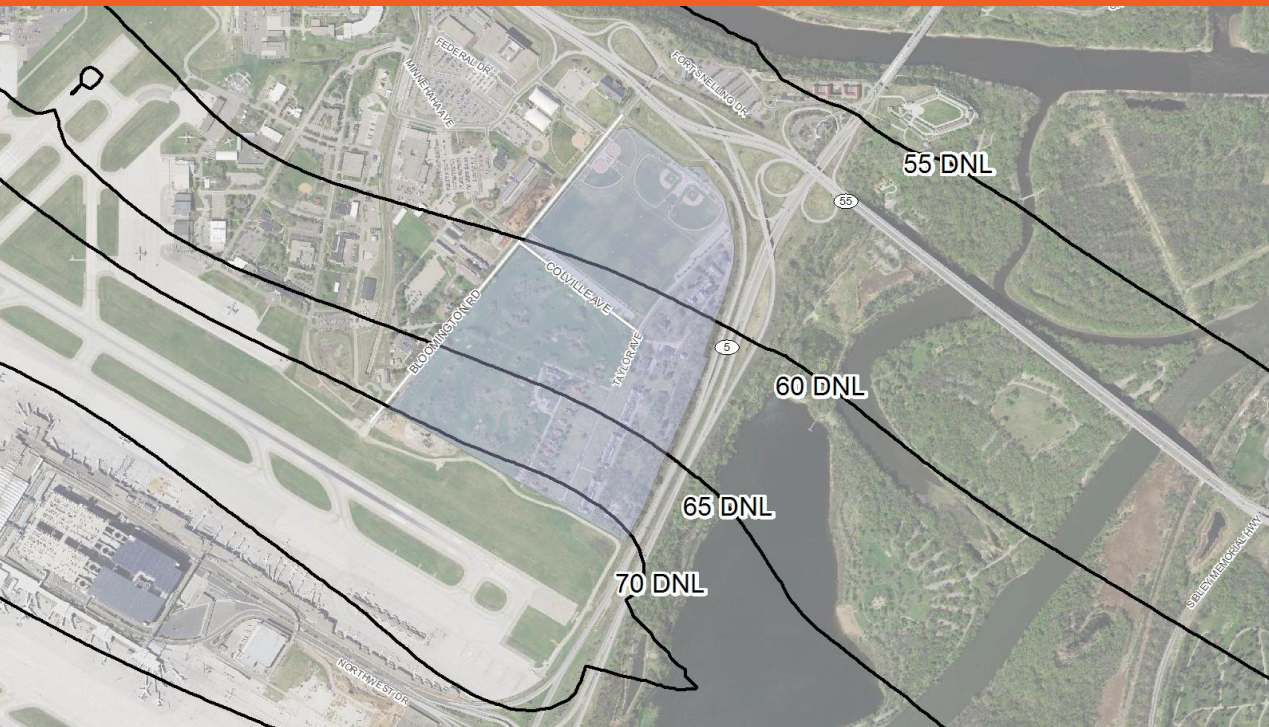 FEDERAL DR
MINNEHAHA AVE
FORT SNELLING DR
55 DNL
55
COLVILLE AVE
BLOOMINGTON RD
TAYLOR AVE
5
60 DNL
65 DNL
70 DNL
SIBLEY MEMORIAL HWY
NORTHWEST DR